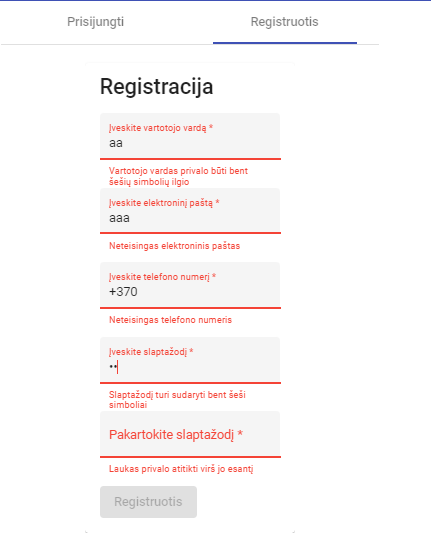 Prisijungti Registruotis
Registracija
Įveskite vartotojo vardą *
aa
Vartotojo vardas privalo būti bent
šešių simbolių ilgio
Įveskite elektroninį paštą *
aaa
Neteisingas elektroninis paštas
Įveskite telefono numerį *
+370
Neteisingas telefono numeris
Įveskite slaptažodį *
••
Slaptažodį turi sudaryti bent šeši
simboliai
Pakartokite slaptažodį *
Laukas privalo atitikti virš jo esantį
Registruotis